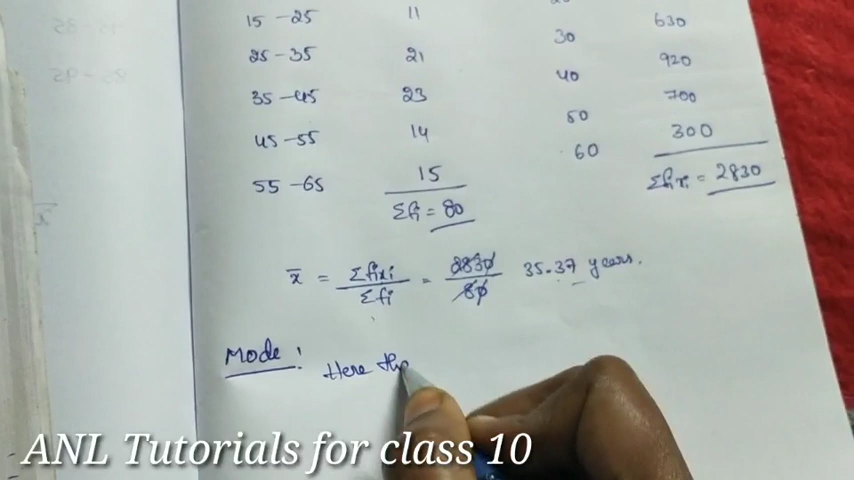 15 - 25 11 630
25 - 35 21 30 920
35 - 45 23 40 700
45 - 55 14 50 300
55 - 65 15 60 Σfixi = 2830
Σfi = 80
x̄ = Σfixi / Σfi = 2830 / 80 35.37 years.
Mode :
Here
ANL Tutorials for class 10